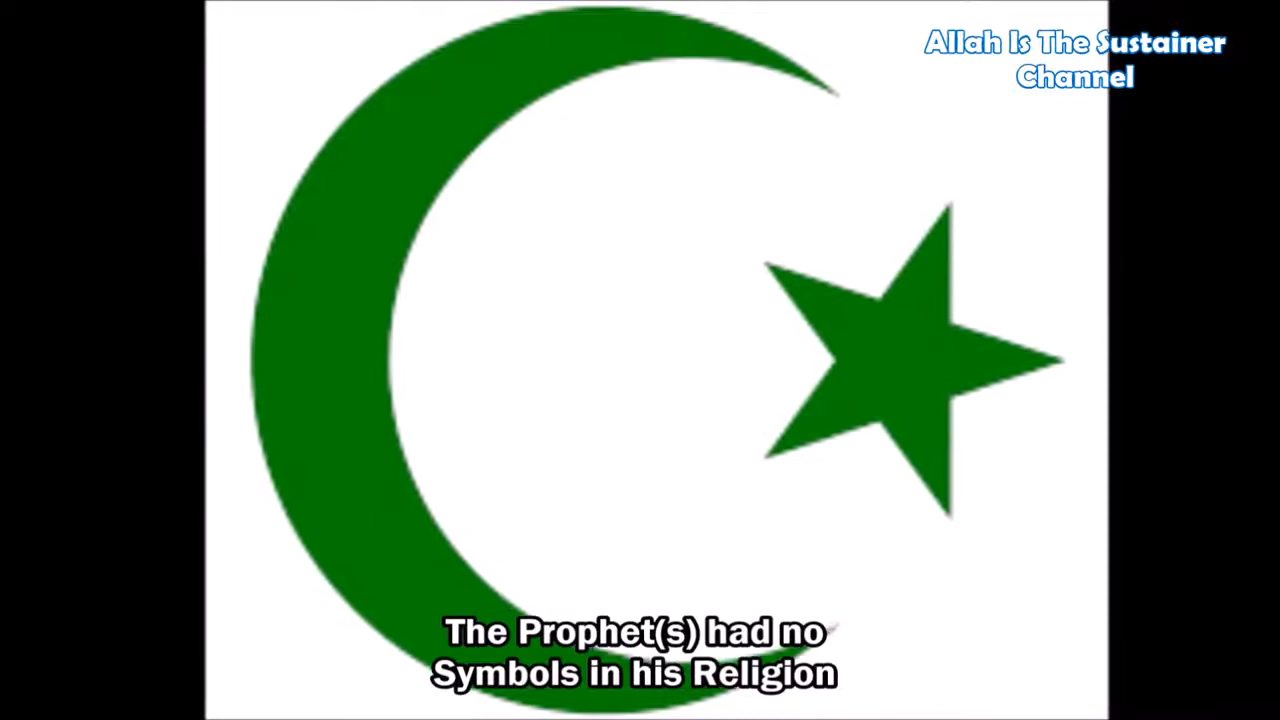 Allah Is The Sustainer
Channel
The Prophet(s) had no
Symbols in his Religion